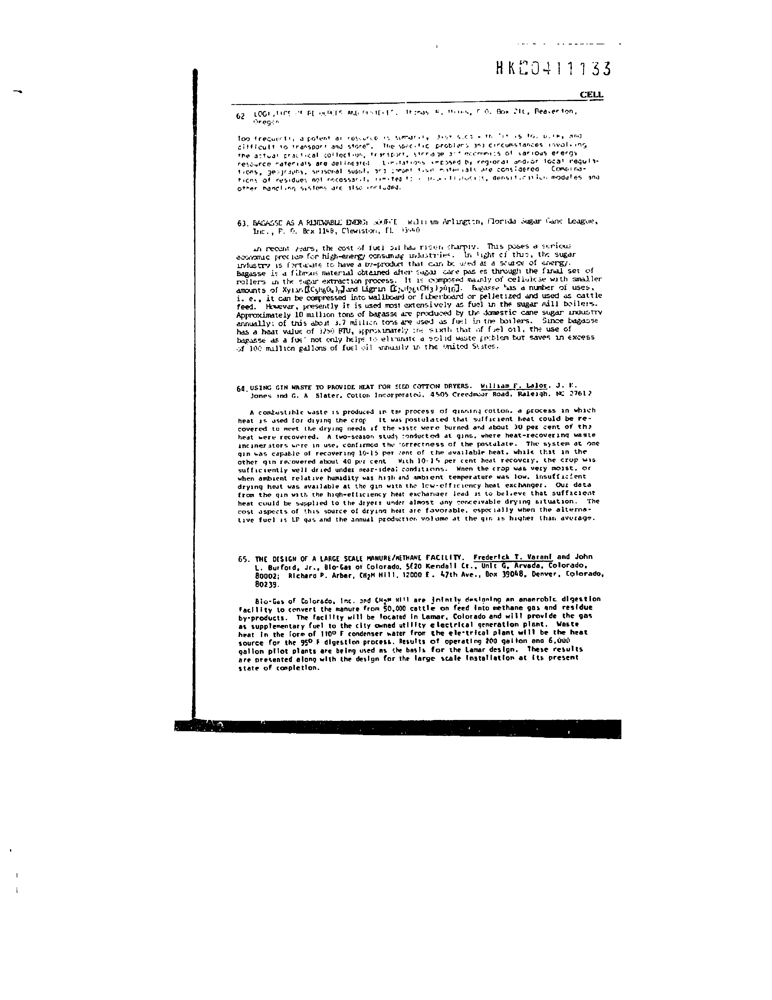 HKC0411133
CELL
62. Thomas R. Miles, P.O. Box 216, Beaverton,
Oregon
Too frequently, a potential resource is summarily dismissed with "it is too bulky and
difficult to transport and store". The specific problems and circumstances involving
the actual practical collection, transport, storage and economics of various energy
resource materials are delineated. Limitations imposed by regional and/or local requisi-
tions, geography, seasonal supply and competitive materials are considered. Combina-
tions of residues not necessarily limited to densification modules and
other handling systems are also included.
63. BAGASSE AS A RENEWABLE ENERGY SOURCE William Arlington, Florida Sugar Cane League,
Inc., P. O. Box 1148, Clewiston, FL 33440
In recent years, the cost of fuel oil has risen sharply. This poses a serious
economic problem for high-energy consuming industries. In light of this, the sugar
industry is fortunate to have a by-product that can be used as a source of energy.
Bagasse is a fibrous material obtained after sugar cane passes through the final set of
rollers in the sugar extraction process. It is composed mainly of cellulose with smaller
amounts of Xylan and Lignin Bagasse has a number of uses,
i. e., it can be compressed into wallboard or fiberboard or pelletized and used as cattle
feed. However, presently it is used most extensively as fuel in the sugar mill boilers.
Approximately 10 million tons of bagasse are produced by the domestic cane sugar industry
annually; of this about 3.7 million tons are used as fuel in the boilers. Since bagasse
has a heat value of BTU, approximately one sixth that of fuel oil, the use of
bagasse as a fuel not only helps to eliminate a solid waste problem but saves in excess
of 100 million gallons of fuel oil annually in the United States.
64. USING GIN WASTE TO PROVIDE HEAT FOR SEED COTTON DRYERS. William F. Lalor, J. K.
Jones and G. A. Slater, Cotton Incorporated, 4505 Creedmoor Road, Raleigh, NC 27612
A combustible waste is produced in the process of ginning cotton, a process in which
heat is used for drying the crop. It was postulated that sufficient heat could be re-
covered to meet the drying needs if the waste were burned and about 30 per cent of the
heat were recovered. A two-season study conducted at gins, where heat-recovering waste
incinerators were in use, confirmed the correctness of the postulate. The system at one
gin was capable of recovering 10-15 per cent of the available heat, while that in the
other gin recovered about 40 per cent. With 10-15 per cent heat recovery, the crop was
sufficiently well dried under near-ideal conditions. When the crop was very moist, or
when ambient relative humidity was high and ambient temperature was low, insufficient
drying heat was available at the gin with the low-efficiency heat exchanger. Our data
from the gin with the high-efficiency heat exchanger lead us to believe that sufficient
heat could be supplied to the dryers under almost any conceivable drying situation. The
cost aspects of this source of drying heat are favorable, especially when the alterna-
tive fuel is LP gas and the annual production volume at the gin is higher than average.
65. THE DESIGN OF A LARGE SCALE MANURE/METHANE FACILITY. Frederick T. Varani and John
L. Burford, Jr., Bio-Gas of Colorado, 5620 Kendall Ct., Unit G, Arvada, Colorado,
80002; Richard P. Arber, CH2M Hill, 12000 E. 47th Ave., Box 39048, Denver, Colorado,
80239.
Bio-Gas of Colorado, Inc. and CH2M Hill are jointly designing an anaerobic digestion
facility to convert the manure from 50,000 cattle on feed into methane gas and residue
by-products. The facility will be located in Lamar, Colorado and will provide the gas
as supplementary fuel to the city owned utility electrical generation plant. Waste
heat in the form of 110° F condenser water from the electrical plant will be the heat
source for the 95° F digestion process. Results of operating 200 gallon and 6,000
gallon pilot plants are being used as the basis for the Lamar design. These results
are presented along with the design for the large scale installation at its present
state of completion.